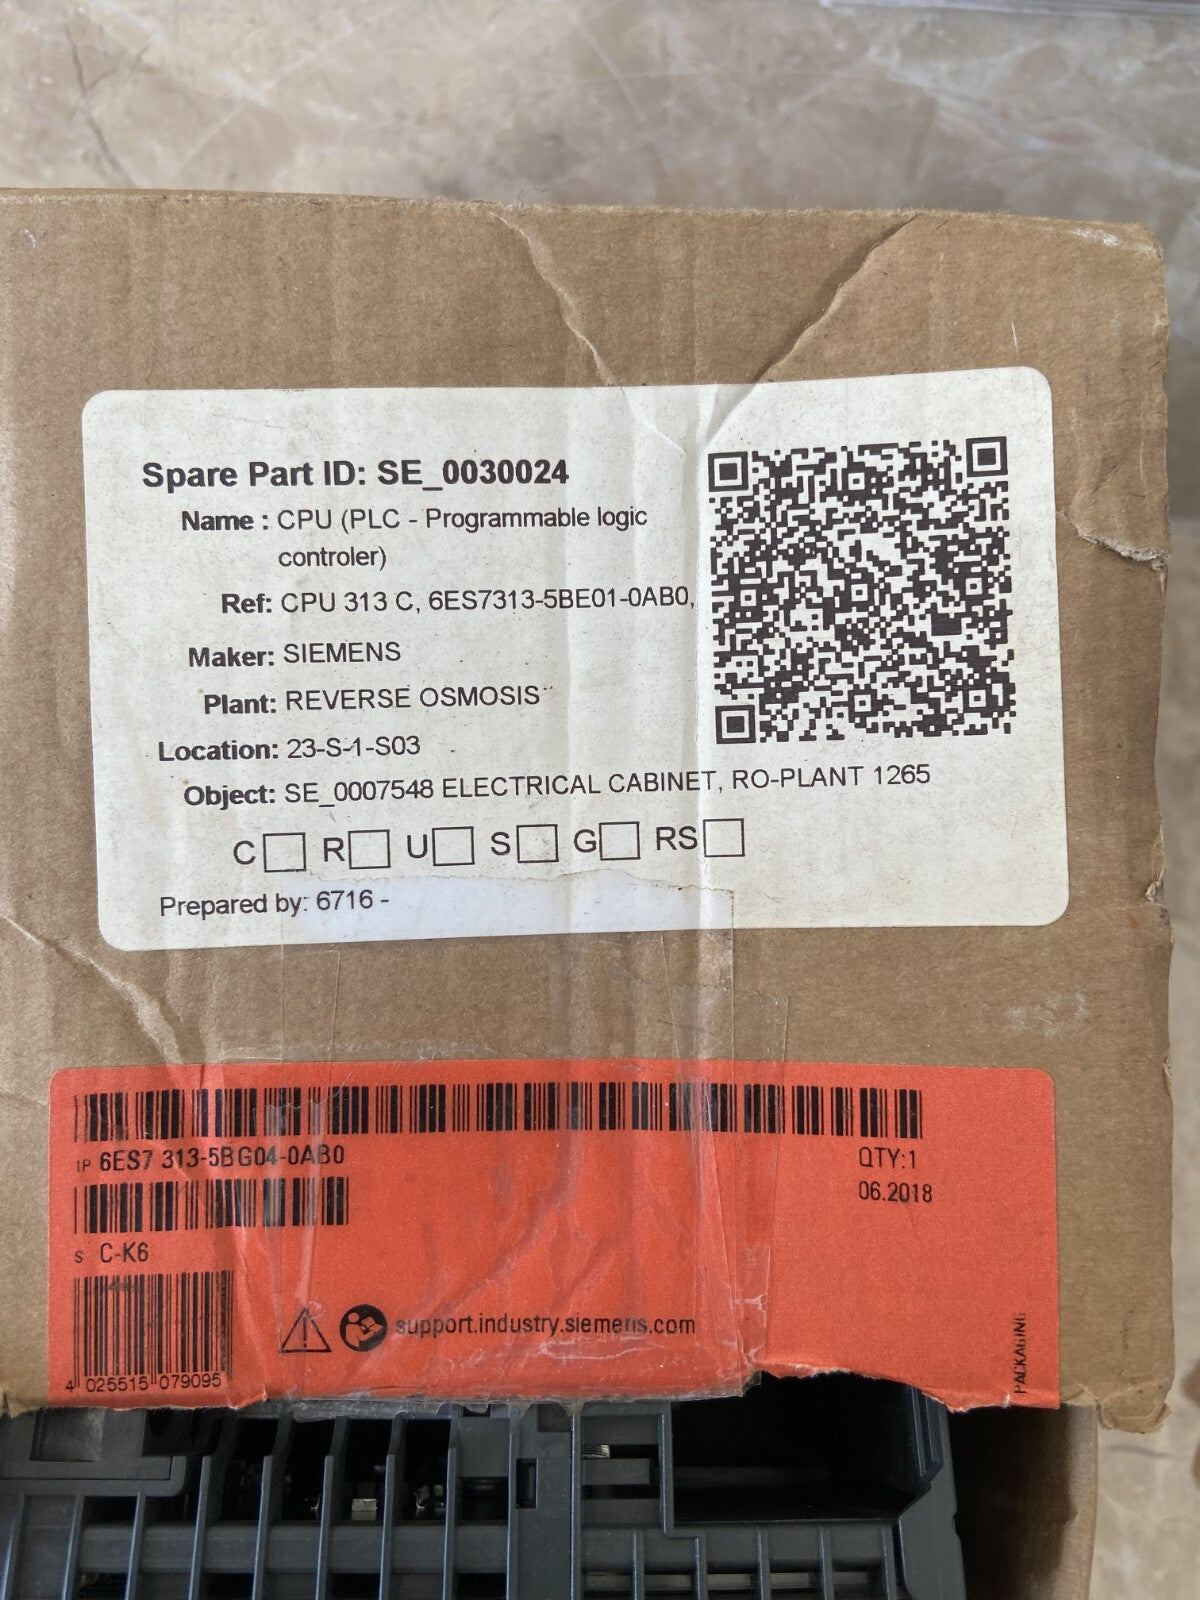 Spare Part ID: SE_0030024
Name : CPU (PLC - Programmable logic
controler)
Ref: CPU 313 C, 6ES7313-5BE01-0AB0,
Maker: SIEMENS
Plant: REVERSE OSMOSIS
Location: 23-S-1-S03
Object: SE_0007548 ELECTRICAL CABINET, RO-PLANT 1265
C R U S G RS
Prepared by: 6716 -
1P 6ES7 313-5BG04-0AB0 QTY:1
06.2018
S C-K6
support.industry.siemens.com
4 025515 079095
PACKAGING